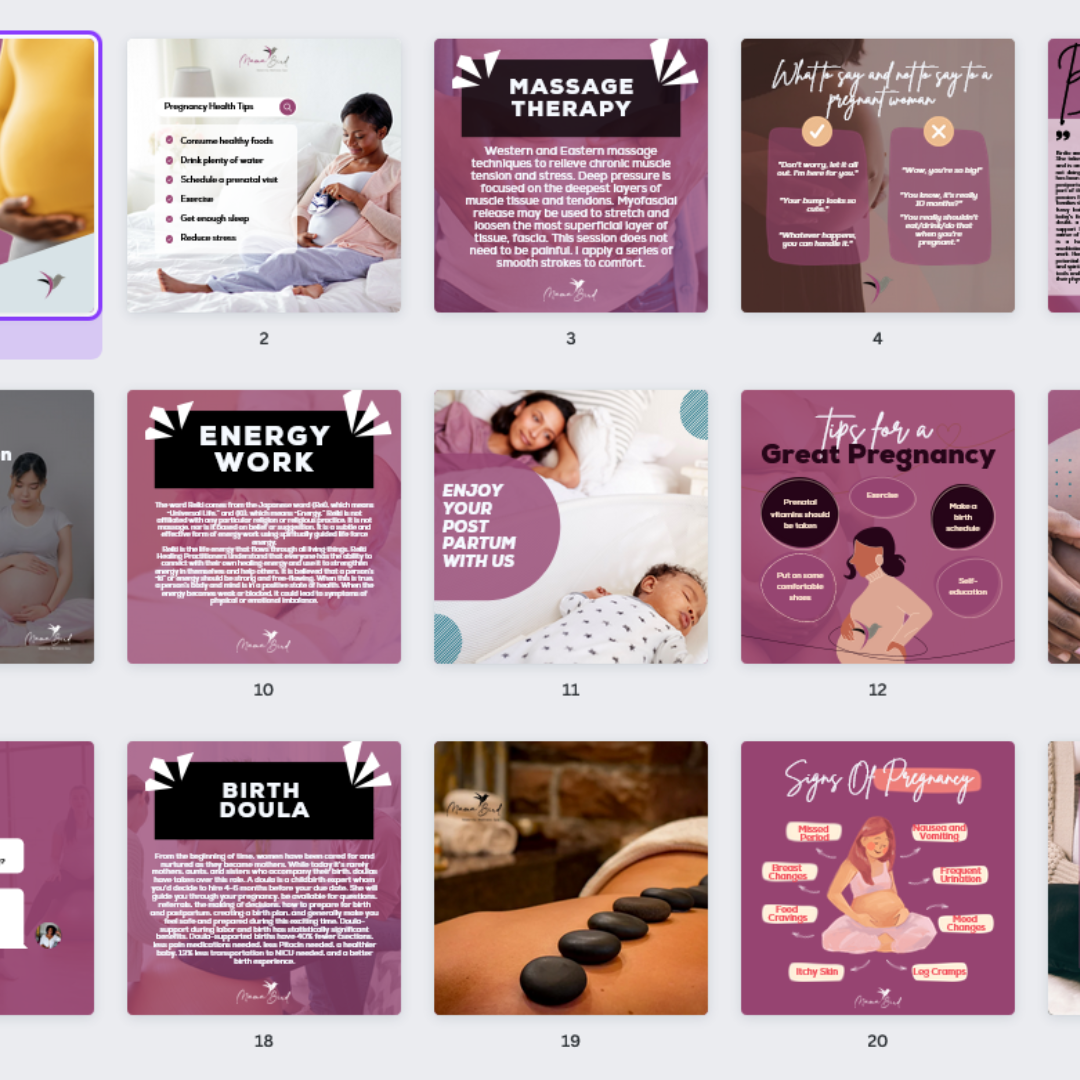 Mama Bird
Pregnancy Health Tips
Consume healthy foods
Drink plenty of water
Schedule a prenatal visit
Exercise
Get enough sleep
Reduce stress
2
MASSAGE
THERAPY
Western and Eastern massage
techniques to relieve chronic muscle
tension and stress. Deep pressure is
focused on the deepest layers of
muscle tissue and tendons. Myofascial
release may be used to stretch and
loosen the most superficial layer of
tissue, fascia. This session does not
need to be painful. I apply a series of
smooth strokes to comfort.
Mama Bird
3
What to say and not to say to a
pregnant woman
"Don't worry, let it all
out. I'm here for you."
"Your bump looks so
cute."
"Whatever happens,
you can handle it."
"Wow, you're so big!"
"You know, it's really
10 months?"
"You really shouldn't
eat/drink/do that
when you're
pregnant."
4
n
Mama Bird
ENERGY
WORK
The word Reiki comes from the Japanese word (Rei), which means
"Universal Life," and (Ki), which means "Energy." Reiki is not
affiliated with any particular religion or religious practice. It is not
massage, nor is it based on belief or suggestion. It is a subtle and
effective form of energy work using spiritually guided life force
energy.
Reiki is the life energy that flows through all living things. Reiki
Healing Practitioners understand that everyone has the ability to
connect with their own healing energy and use it to strengthen
energy in themselves and help others. It is believed that a person's
"ki" or energy should be strong and free-flowing. When this is true,
a person's body and mind is in a positive state of health. When the
energy becomes weak or blocked, it could lead to symptoms of
physical or emotional imbalance.
Mama Bird
10
ENJOY
YOUR
POST
PARTUM
WITH US
11
Tips for a
Great Pregnancy
Prenatal
vitamins should
be taken
Exercise
Make a
birth
schedule
Put on some
comfortable
shoes
Self-
education
12
BIRTH
DOULA
From the beginning of time, women have been cared for and
nurtured as they become mothers. While today it's rarely
mothers, aunts, and sisters who accompany their birth, doulas
have taken over this role. A doula is a childbirth expert whom
you'd decide to hire 4-6 months before your due date. She will
guide you through your pregnancy, be available for questions,
referrals, the making of decisions, how to prepare for birth
and postpartum, creating a birth plan, and generally make you
feel safe and prepared during this exciting time. Doula-
support during labor and birth has statistically significant
benefits. Doula-supported births have 40% fewer Csections,
less pain medications needed, less Pitocin needed, a healthier
baby, 13% less transportation to NICU needed, and a better
birth experience.
Mama Bird
18
Mama Bird
19
Signs Of Pregnancy
Missed
Period
Nausea and
Vomiting
Breast
Changes
Frequent
Urination
Food
Cravings
Mood
Changes
Itchy Skin
Leg Cramps
Mama Bird
20